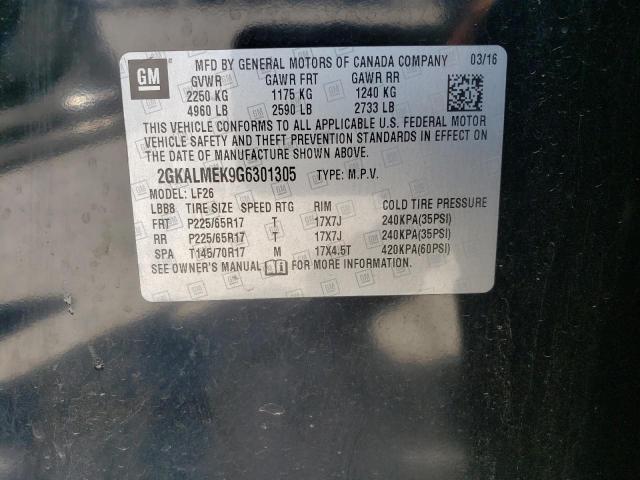 GM
MFD BY GENERAL MOTORS OF CANADA COMPANY 03/16
GVWR GAWR FRT GAWR RR
2250 KG 1175 KG 1240 KG
4960 LB 2590 LB 2733 LB
THIS VEHICLE CONFORMS TO ALL APPLICABLE U.S. FEDERAL MOTOR
VEHICLE SAFETY AND THEFT PREVENTION STANDARDS IN EFFECT ON
THE DATE OF MANUFACTURE SHOWN ABOVE.
2GKALMEK9G6301305 TYPE: M.P.V.
MODEL: LF26
LBB8 TIRE SIZE SPEED RTG RIM COLD TIRE PRESSURE
FRT P225/65R17 T 17X7J 240KPA(35PSI)
RR P225/65R17 T 17X7J 240KPA(35PSI)
SPA T145/70R17 M 17X4.5T 420KPA(60PSI)
SEE OWNER'S MANUAL FOR MORE INFORMATION.